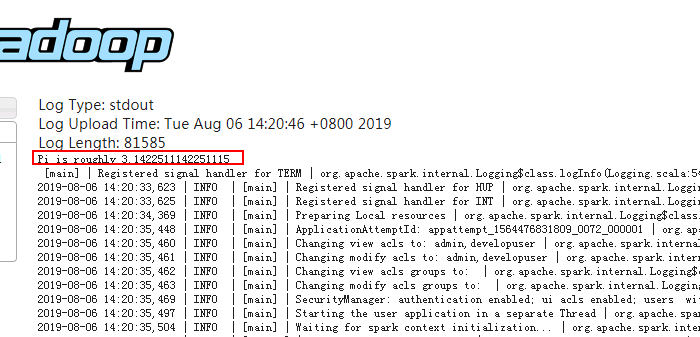 adoop
Log Type: stdout
Log Upload Time: Tue Aug 06 14:20:46 +0800 2019
Log Length: 81585
Pi is roughly 3.1422511142251115
[main] | Registered signal handler for TERM | org.apache.spark.internal.Logging$class.logInfo(Logging.scala:54
2019-08-06 14:20:33,623 | INFO | [main] | Registered signal handler for HUP | org.apache.spark.internal.Loggin
2019-08-06 14:20:33,625 | INFO | [main] | Registered signal handler for INT | org.apache.spark.internal.Loggin
2019-08-06 14:20:34,369 | INFO | [main] | Preparing Local resources | org.apache.spark.internal.Logging$class.
2019-08-06 14:20:35,448 | INFO | [main] | ApplicationAttemptId: appattempt_1564476831809_0072_000001 | org.apa
2019-08-06 14:20:35,460 | INFO | [main] | Changing view acls to: admin,developuser | org.apache.spark.internal
2019-08-06 14:20:35,461 | INFO | [main] | Changing modify acls to: admin,developuser | org.apache.spark.intern
2019-08-06 14:20:35,462 | INFO | [main] | Changing view acls groups to: | org.apache.spark.internal.Logging$c
2019-08-06 14:20:35,463 | INFO | [main] | Changing modify acls groups to: | org.apache.spark.internal.Logging
2019-08-06 14:20:35,469 | INFO | [main] | SecurityManager: authentication enabled; ui acls enabled; users wit
2019-08-06 14:20:35,497 | INFO | [main] | Starting the user application in a separate Thread | org.apache.spar
2019-08-06 14:20:35,504 | INFO | [main] | Waiting for spark context initialization... | org.apache.spark.inter